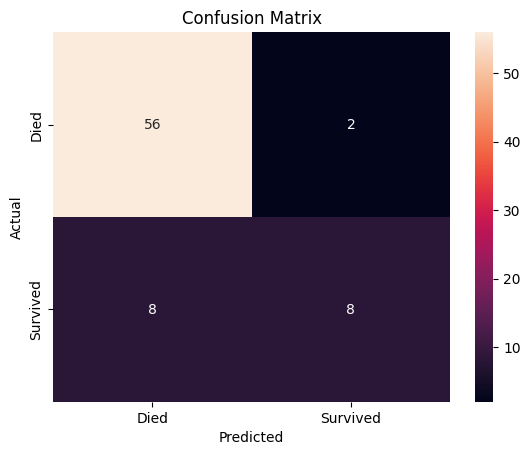 Confusion Matrix
Actual
Died
Survived
56
2
8
8
Died
Survived
Predicted
50
40
30
20
10